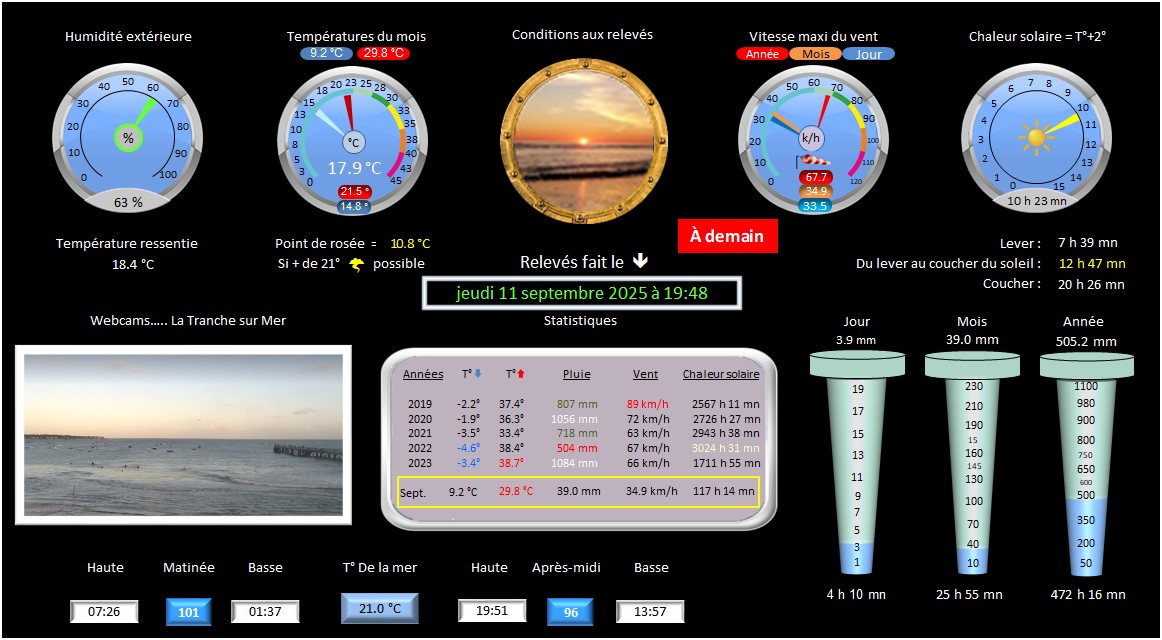 Humidité extérieure
0 10 20 30 40 50 60 70 80 90 100
%
63 %
Températures du mois
9.2 °C 29.8 °C
0 3 5 8 10 13 15 18 20 23 25 28 30 33 35 38 40 43 45
°C
17.9 °C
21.5 °
14.8 °
Conditions aux relevés
Vitesse maxi du vent
Année Mois Jour
0 10 20 30 40 50 60 70 80 90 100 110 120
k/h
67.7
34.9
33.5
Chaleur solaire = T°+2°
0 1 2 3 4 5 6 7 8 9 10 11 12 13 14 15
10 h 23 mn
Température ressentie
18.4 °C
Point de rosée = 10.8 °C
Si + de 21° possible
À demain
Relevés fait le
jeudi 11 septembre 2025 à 19:48
Lever : 7 h 39 mn
Du lever au coucher du soleil : 12 h 47 mn
Coucher : 20 h 26 mn
Webcams..... La Tranche sur Mer
Statistiques
Années T° T° Pluie Vent Chaleur solaire
2019 -2.2° 37.4° 807 mm 89 km/h 2567 h 11 mn
2020 -1.9° 36.3° 1056 mm 72 km/h 2726 h 27 mn
2021 -3.5° 33.4° 718 mm 63 km/h 2943 h 38 mn
2022 -4.6° 38.4° 504 mm 67 km/h 3024 h 31 mn
2023 -3.4° 38.7° 1084 mm 66 km/h 1711 h 55 mn
Sept. 9.2 °C 29.8 °C 39.0 mm 34.9 km/h 117 h 14 mn
Jour
3.9 mm
19
17
15
13
11
9
7
5
3
1
4 h 10 mn
Mois
39.0 mm
230
210
190
15
160
145
130
100
70
40
10
25 h 55 mn
Année
505.2 mm
1100
980
900
800
750
650
600
500
350
200
50
472 h 16 mn
Haute Matinée Basse T° De la mer Haute Après-midi Basse
07:26 101 01:37 21.0 °C 19:51 96 13:57